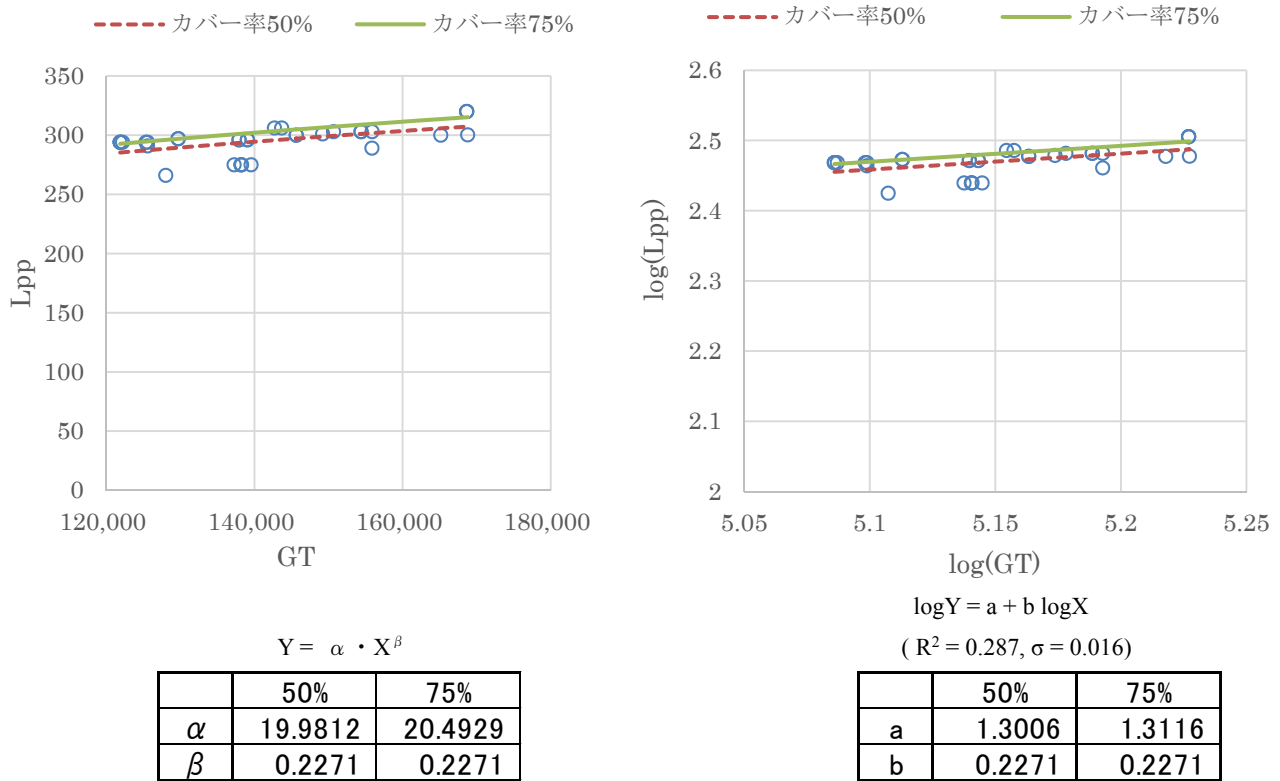 カバー率50% カバー率75%
350
300
250
200
150
100
50
0
Lpp
120,000 140,000 160,000 180,000
GT
Y = α ・ X^β
50% 75%
α 19.9812 20.4929
β 0.2271 0.2271
カバー率50% カバー率75%
2.6
2.5
2.4
2.3
2.2
2.1
2
log(Lpp)
5.05 5.1 5.15 5.2 5.25
log(GT)
logY = a + b logX
( R² = 0.287, σ = 0.016)
50% 75%
a 1.3006 1.3116
b 0.2271 0.2271